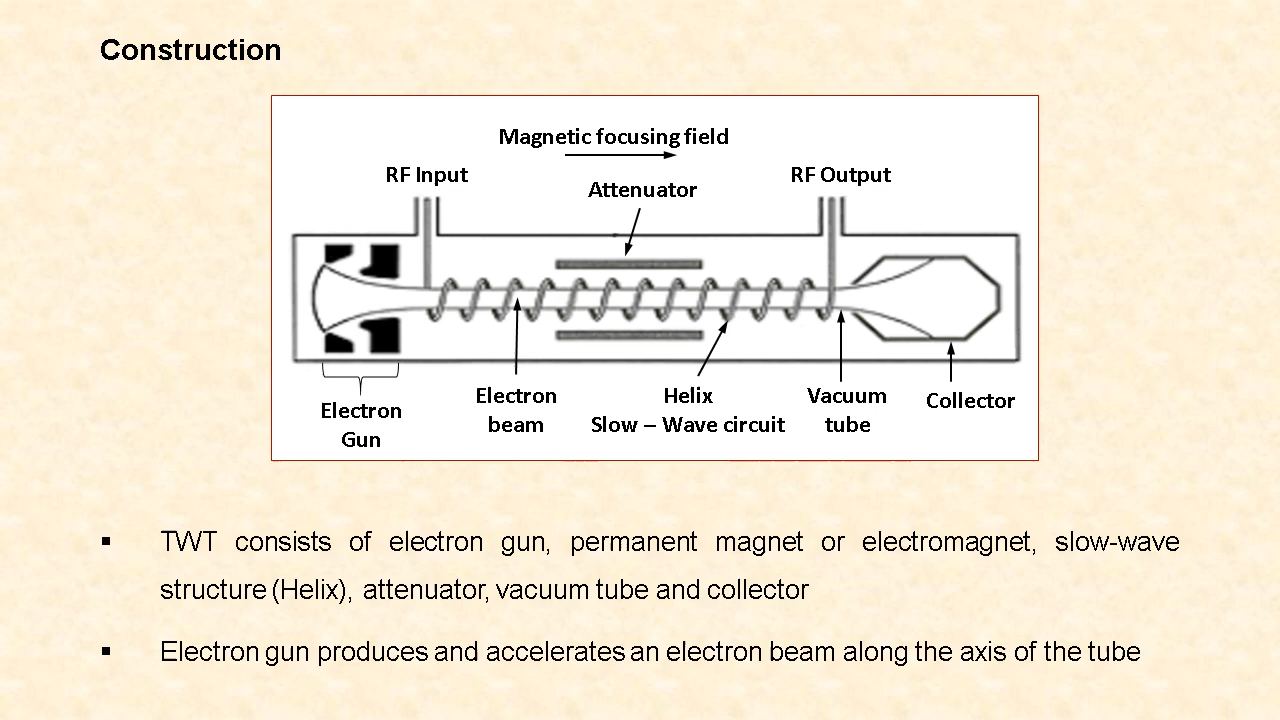 Construction
Magnetic focusing field
RF Input
Attenuator
RF Output
Electron
Gun
Electron
beam
Helix
Slow – Wave circuit
Vacuum
tube
Collector
▪ TWT consists of electron gun, permanent magnet or electromagnet, slow-wave
structure (Helix), attenuator, vacuum tube and collector
▪ Electron gun produces and accelerates an electron beam along the axis of the tube